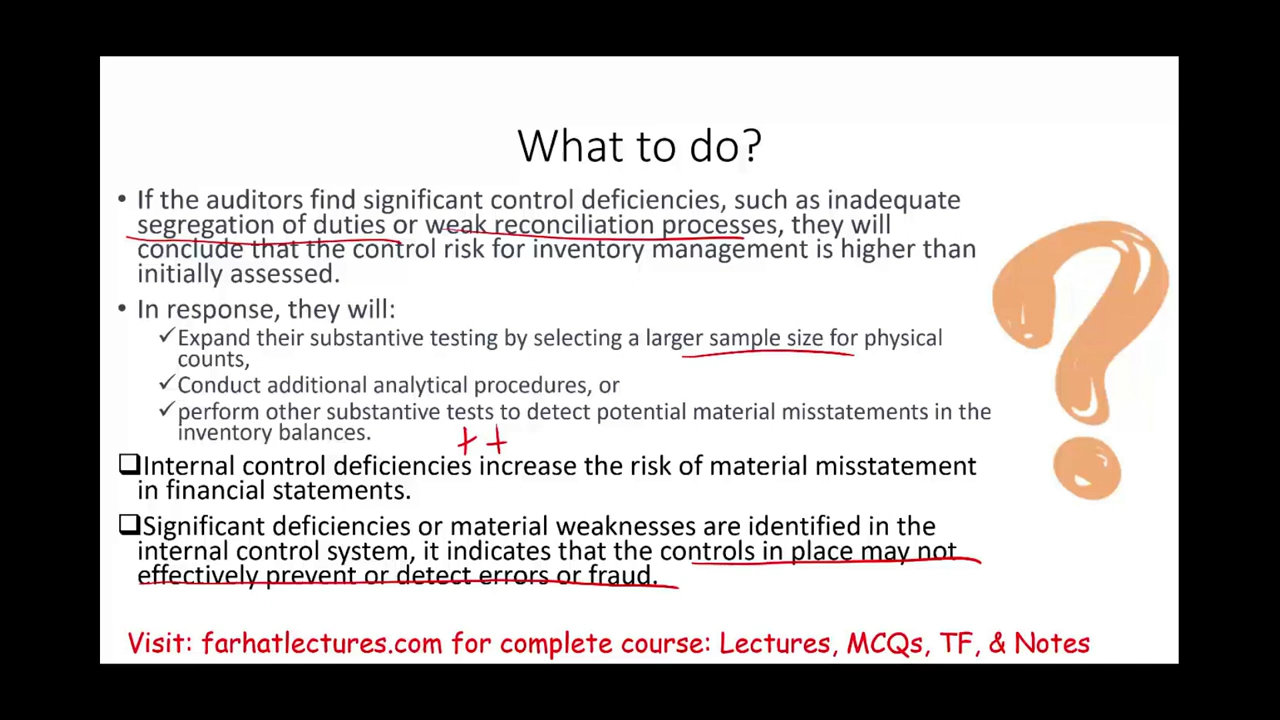 What to do?
• If the auditors find significant control deficiencies, such as inadequate
segregation of duties or weak reconciliation processes, they will
conclude that the control risk for inventory management is higher than
initially assessed.
• In response, they will:
✓Expand their substantive testing by selecting a larger sample size for physical
counts,
✓Conduct additional analytical procedures, or
✓perform other substantive tests to detect potential material misstatements in the
inventory balances.
++
❑Internal control deficiencies increase the risk of material misstatement
in financial statements.
❑Significant deficiencies or material weaknesses are identified in the
internal control system, it indicates that the controls in place may not
effectively prevent or detect errors or fraud.
Visit: farhatlectures.com for complete course: Lectures, MCQs, TF, & Notes
?